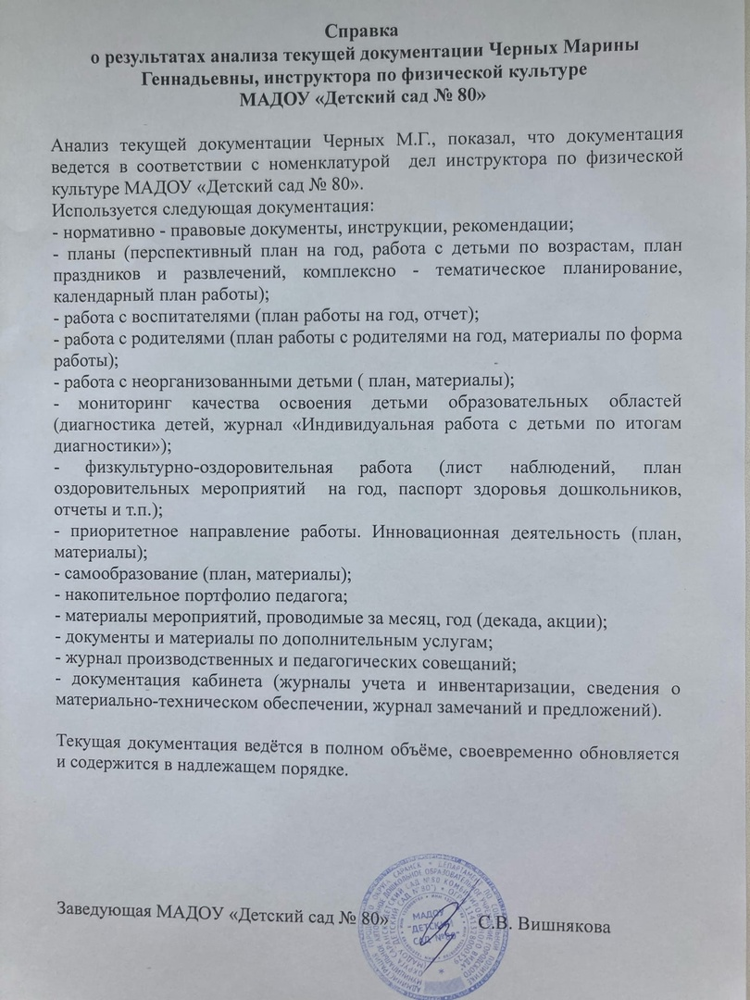 Справка
о результатах анализа текущей документации Черных Марины
Геннадьевны, инструктора по физической культуре
МАДОУ «Детский сад № 80»
Анализ текущей документации Черных М.Г., показал, что документация
ведется в соответствии с номенклатурой дел инструктора по физической
культуре МАДОУ «Детский сад № 80».
Используется следующая документация:
- нормативно - правовые документы, инструкции, рекомендации;
- планы (перспективный план на год, работа с детьми по возрастам, план
праздников и развлечений, комплексно - тематическое планирование,
календарный план работы);
- работа с воспитателями (план работы на год, отчет);
- работа с родителями (план работы с родителями на год, материалы по форма
работы);
- работа с неорганизованными детьми ( план, материалы);
- мониторинг качества освоения детьми образовательных областей
(диагностика детей, журнал «Индивидуальная работа с детьми по итогам
диагностики»);
- физкультурно-оздоровительная работа (лист наблюдений, план
оздоровительных мероприятий на год, паспорт здоровья дошкольников,
отчеты и т.п.);
- приоритетное направление работы. Инновационная деятельность (план,
материалы);
- самообразование (план, материалы);
- накопительное портфолио педагога;
- материалы мероприятий, проводимые за месяц, год (декада, акции);
- документы и материалы по дополнительным услугам;
- журнал производственных и педагогических совещаний;
- документация кабинета (журналы учета и инвентаризации, сведения о
материально-техническом обеспечении, журнал замечаний и предложений).
Текущая документация ведётся в полном объёме, своевременно обновляется
и содержится в надлежащем порядке.
Заведующая МАДОУ «Детский сад № 80» С.В. Вишнякова
МАДОУ
"ДЕТСКИЙ
САД №80"